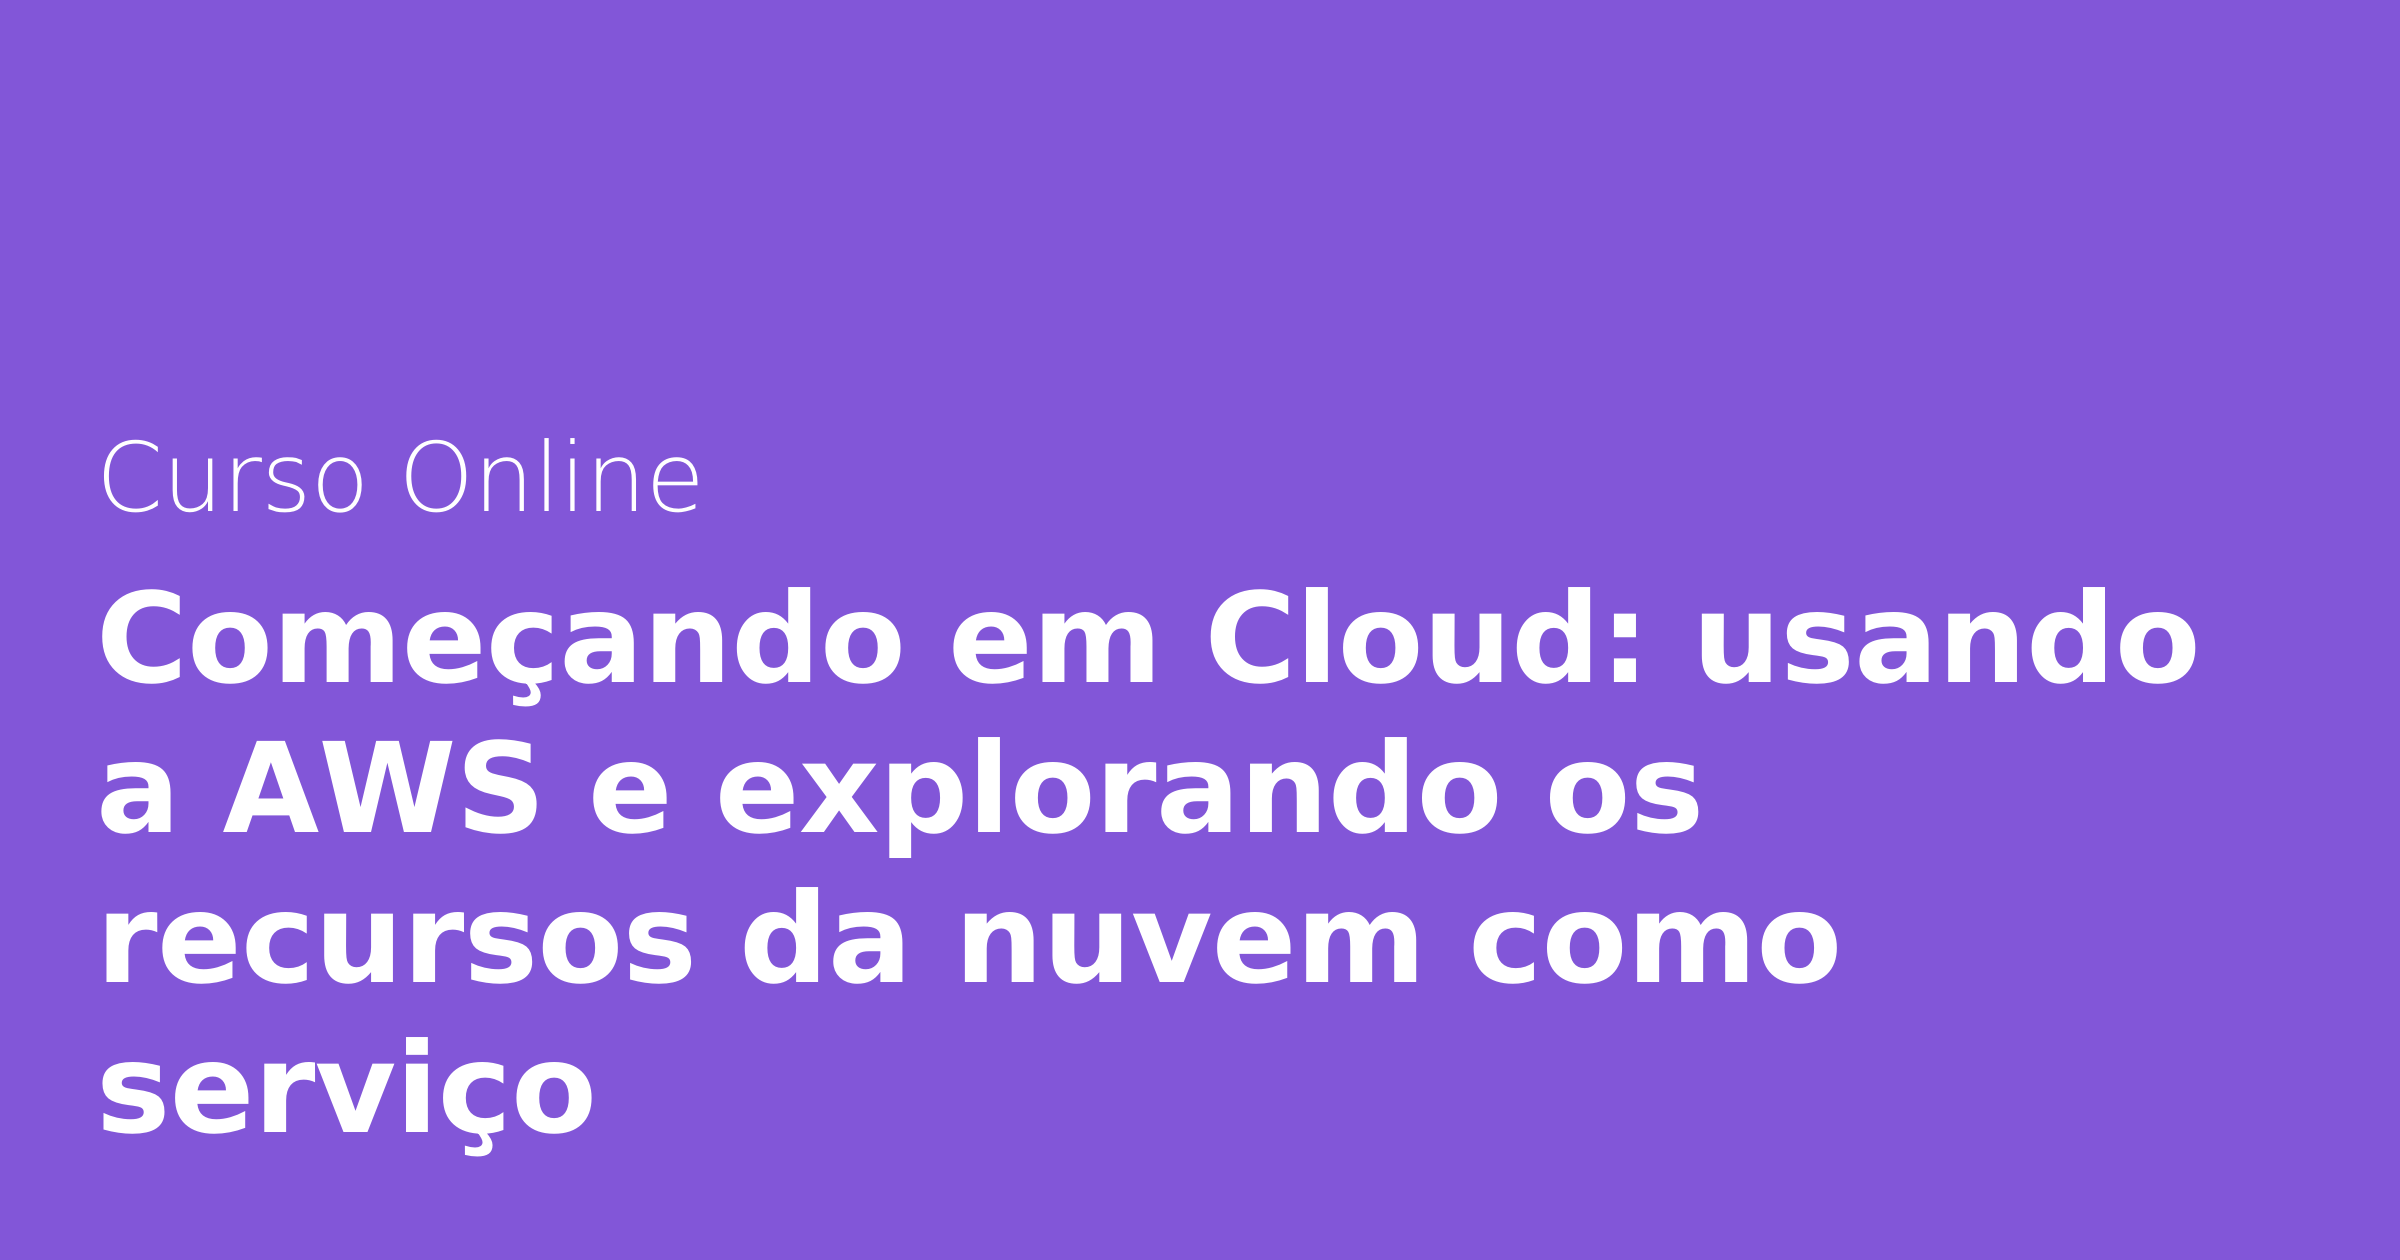 Curso Online
Começando em Cloud: usando
a AWS e explorando os
recursos da nuvem como
serviço